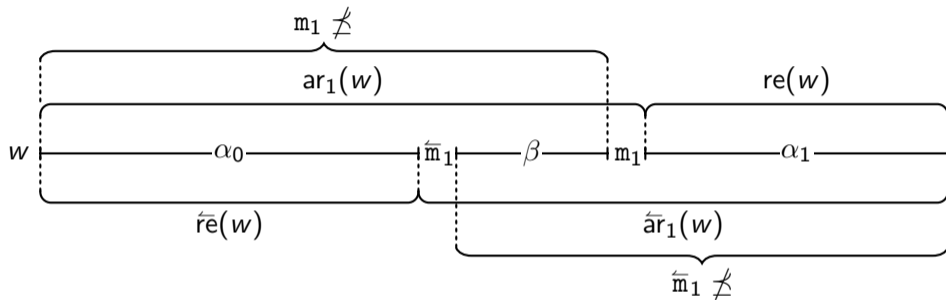 m₁ ⋠
ar₁(w) re(w)
w α₀ m̄₁ β m₁ α₁
r̄e(w) ār₁(w)
m̄₁ ⋠